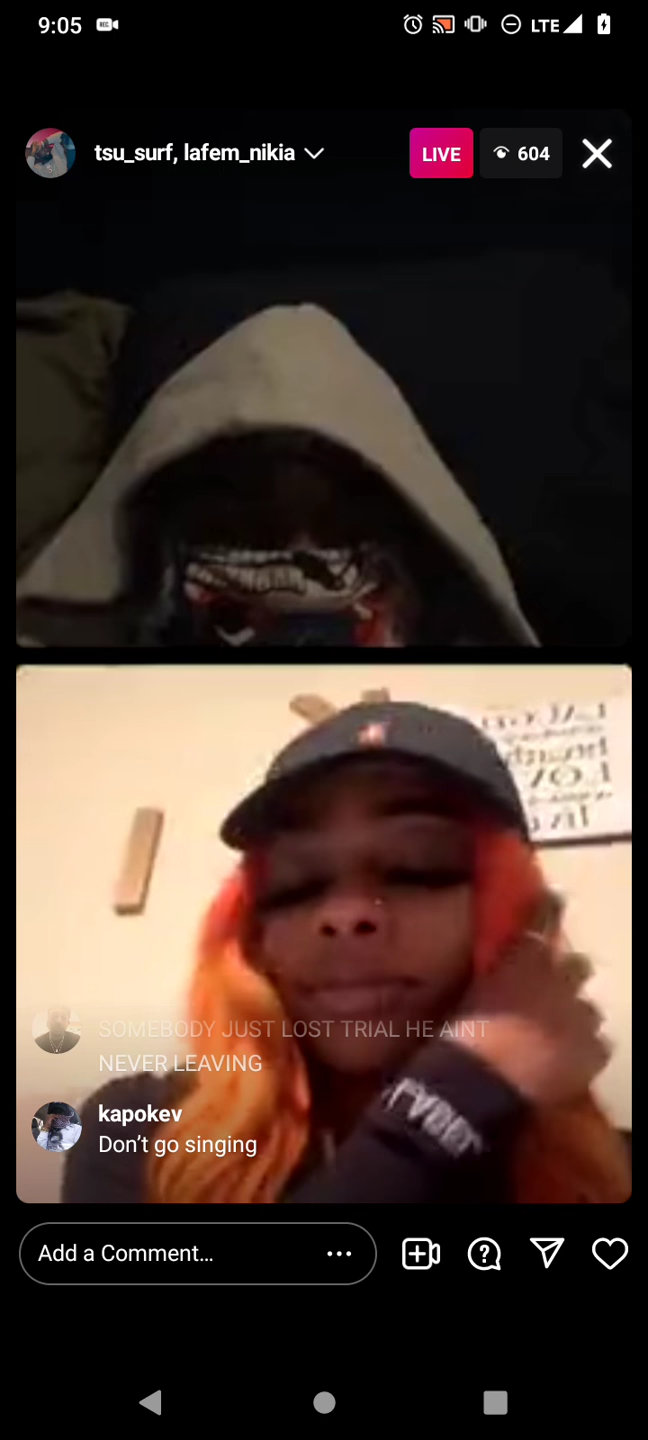 9:05
REC
LTE
tsu_surf, lafem_nikia
LIVE
604
SOMEBODY JUST LOST TRIAL HE AINT
NEVER LEAVING
kapokev
Don't go singing
Add a Comment...